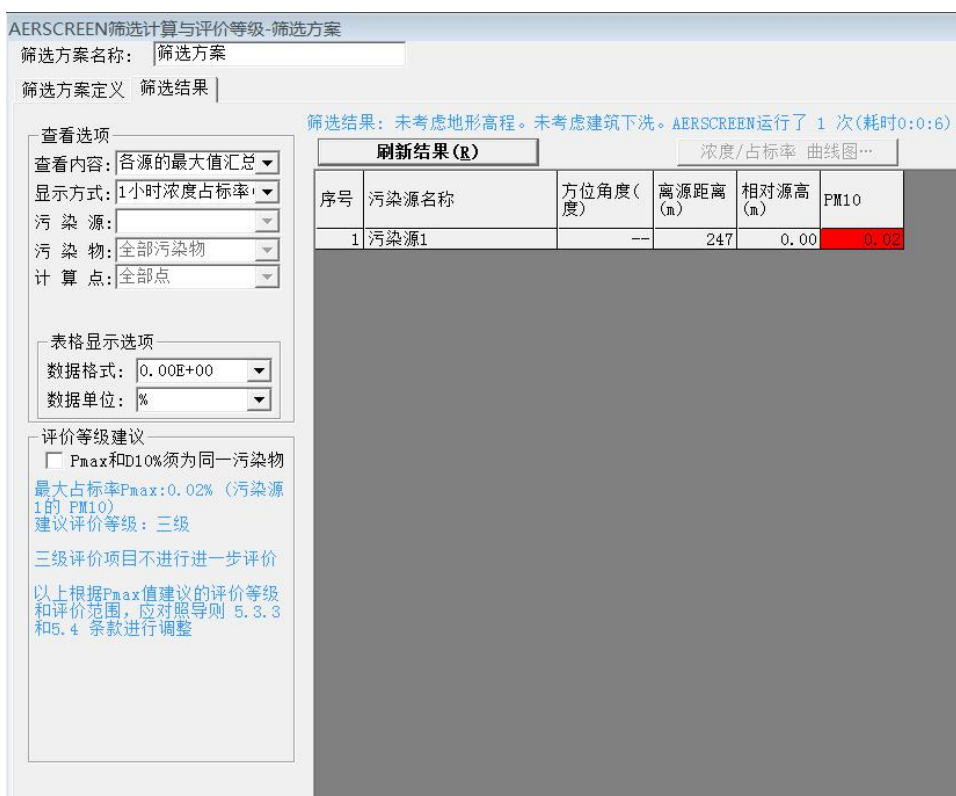 AERSCREEN筛选计算与评价等级-筛选方案
筛选方案名称: 筛选方案
筛选方案定义 筛选结果
筛选结果: 未考虑地形高程。未考虑建筑下洗。AERSCREEN运行了 1 次(耗时0:0:6)
查看选项
查看内容: 各源的最大值汇总
显示方式: 1小时浓度占标率
污 染 源:
污 染 物: 全部污染物
计 算 点: 全部点
刷新结果(R)
浓度/占标率 曲线图…
序号 污染源名称 方位角度(度) 离源距离(m) 相对源高(m) PM10
1 污染源1 -- 247 0.00 0.02
表格显示选项
数据格式: 0.00E+00
数据单位: %
评价等级建议
Pmax和D10%须为同一污染物
最大占标率Pmax:0.02% (污染源
1的 PM10)
建议评价等级: 三级
三级评价项目不进行进一步评价
以上根据Pmax值建议的评价等级
和评价范围,应对照导则 5.3.3
和5.4 条款进行调整